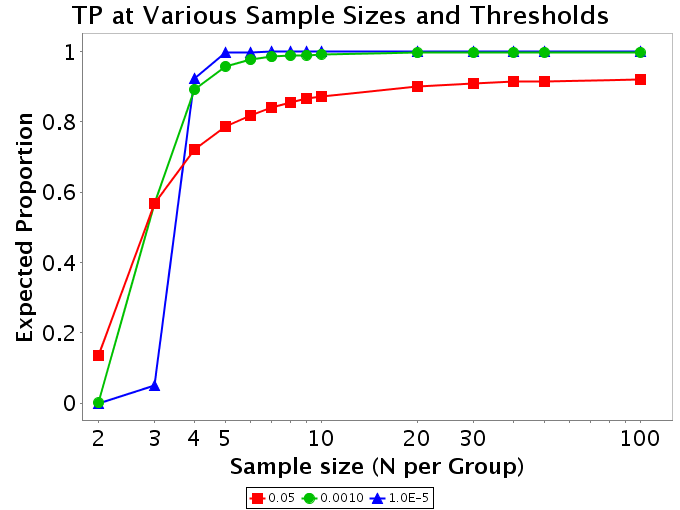 TP at Various Sample Sizes and Thresholds
Expected Proportion
1
0.8
0.6
0.4
0.2
0
2 3 4 5 10 20 30 100
Sample size (N per Group)
0.05 0.0010 1.0E-5